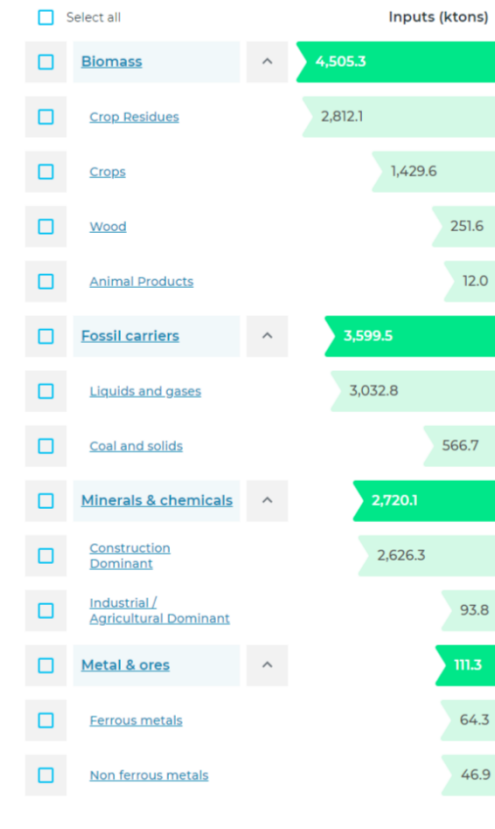 Select all Inputs (ktons)
Biomass 4,505.3
Crop Residues 2,812.1
Crops 1,429.6
Wood 251.6
Animal Products 12.0
Fossil carriers 3,599.5
Liquids and gases 3,032.8
Coal and solids 566.7
Minerals & chemicals 2,720.1
Construction
Dominant 2,626.3
Industrial /
Agricultural Dominant 93.8
Metal & ores 111.3
Ferrous metals 64.3
Non ferrous metals 46.9